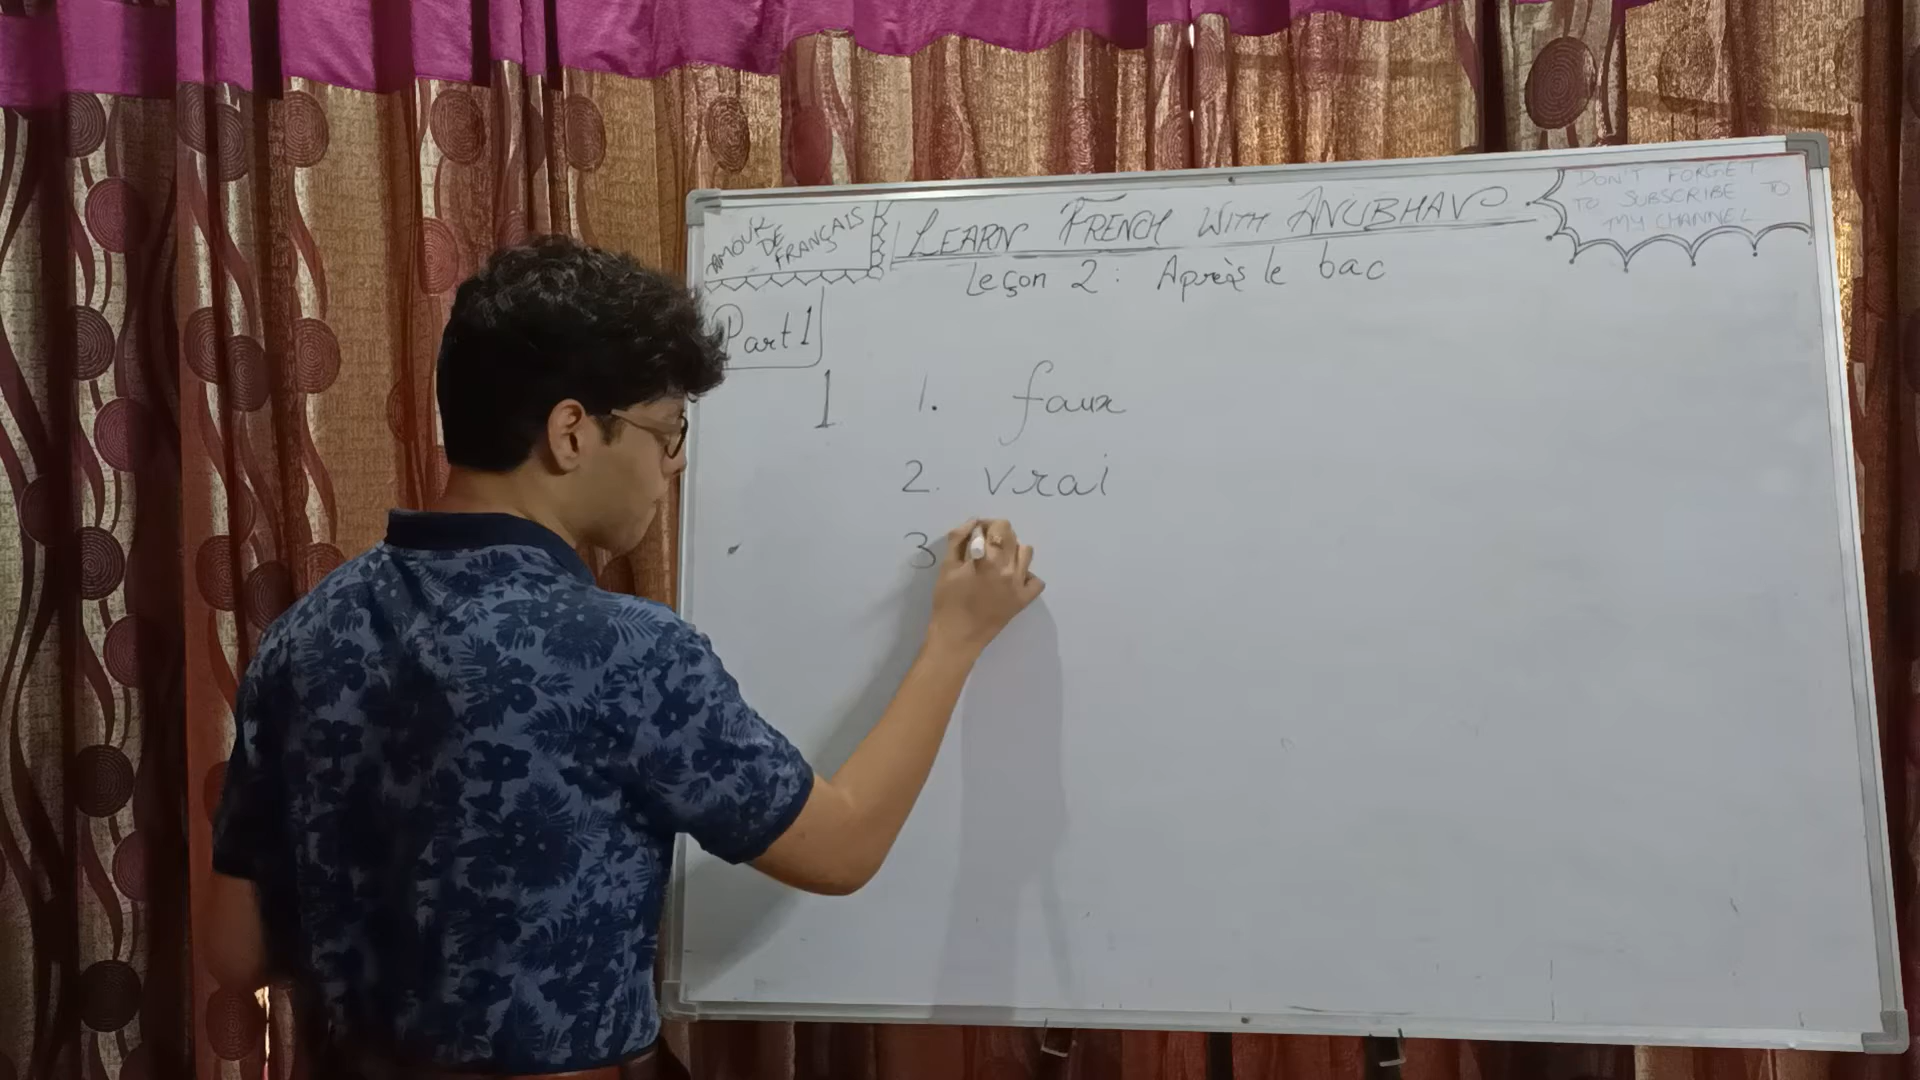 AMOUR
DE
FRANÇAIS
LEARN FRENCH WITH ANUBHAV
DON'T FORGET
TO SUBSCRIBE TO
MY CHANNEL
Leçon 2 : Après le bac
Part 1
1 1. faux
2. vrai
3